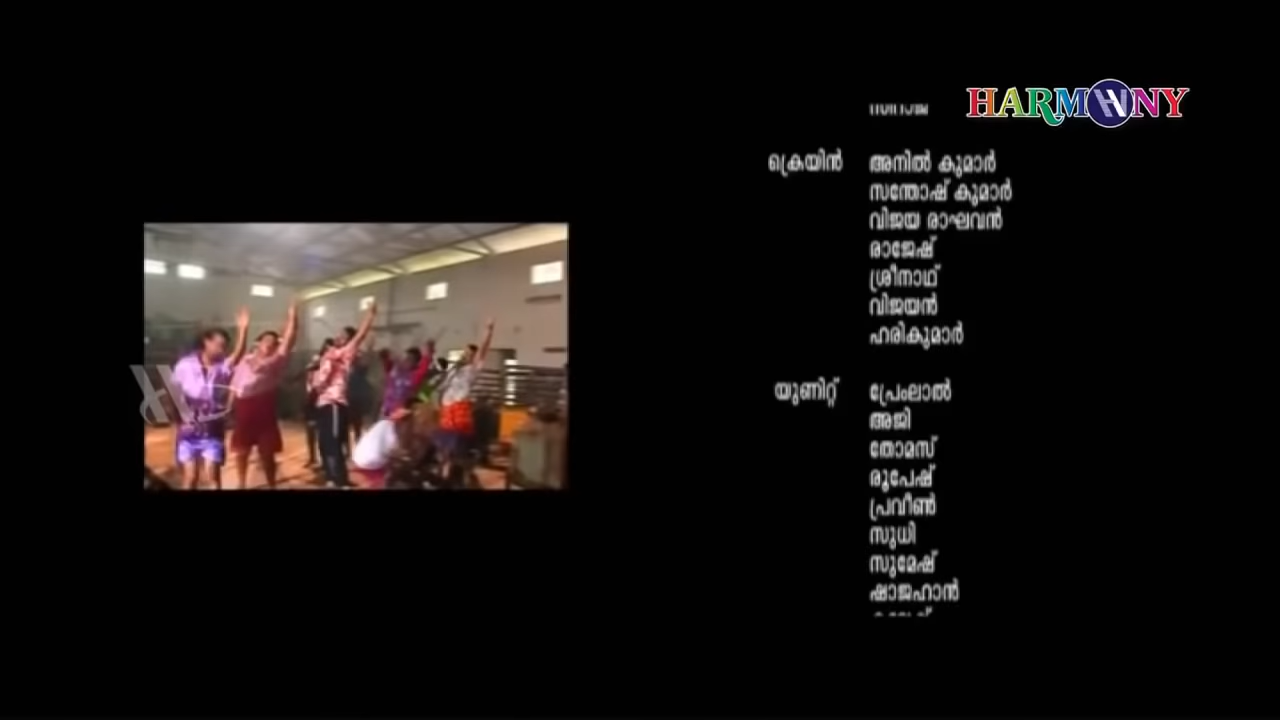 HARMONY
ക്രെയിൻ അനിൽ കുമാർ
സന്തോഷ് കുമാർ
വിജയ രാഘവൻ
രാജേഷ്
ശ്രീനാഥ്
വിജയൻ
ഹരികുമാർ
യുണിറ്റ് പ്രേംലാൽ
അജി
തോമസ്
രൂപേഷ്
പ്രവീൺ
സുധി
സുമേഷ്
ഷാജഹാൻ